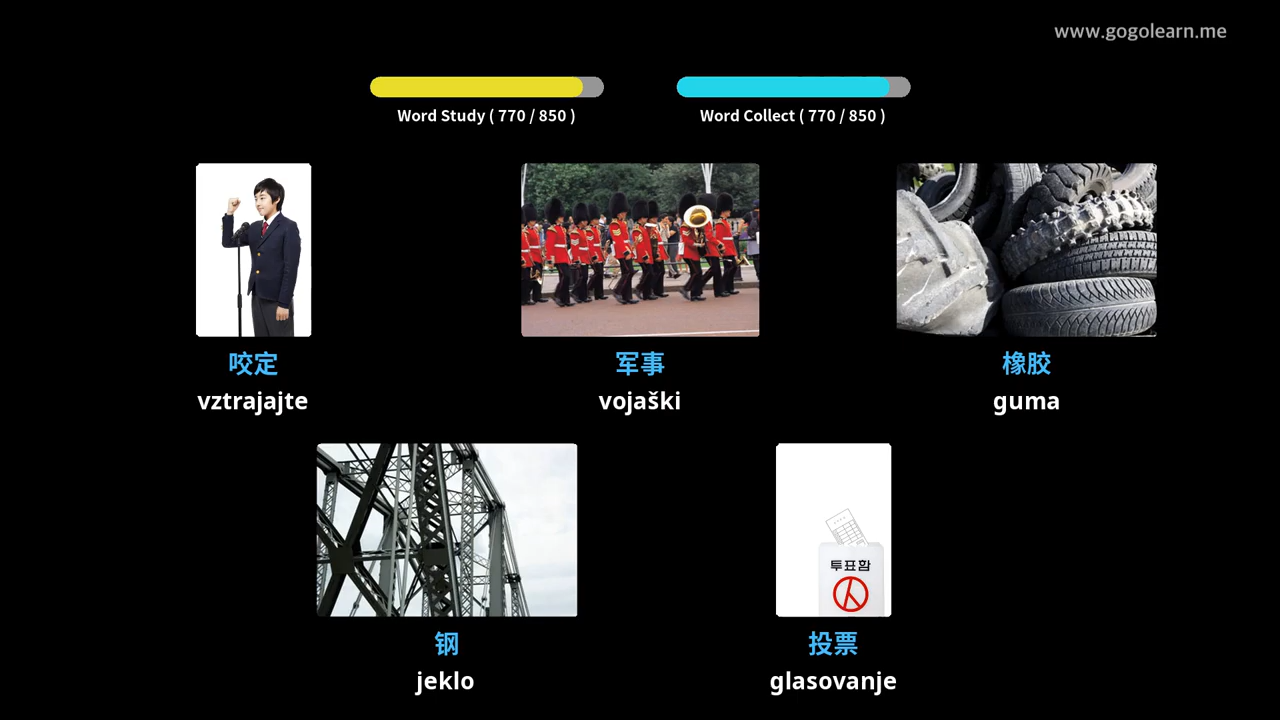 www.gogolearn.me
Word Study ( 770 / 850 )
Word Collect ( 770 / 850 )
咬定
vztrajajte
军事
vojaški
橡胶
guma
钢
jeklo
투표함
投票
glasovanje